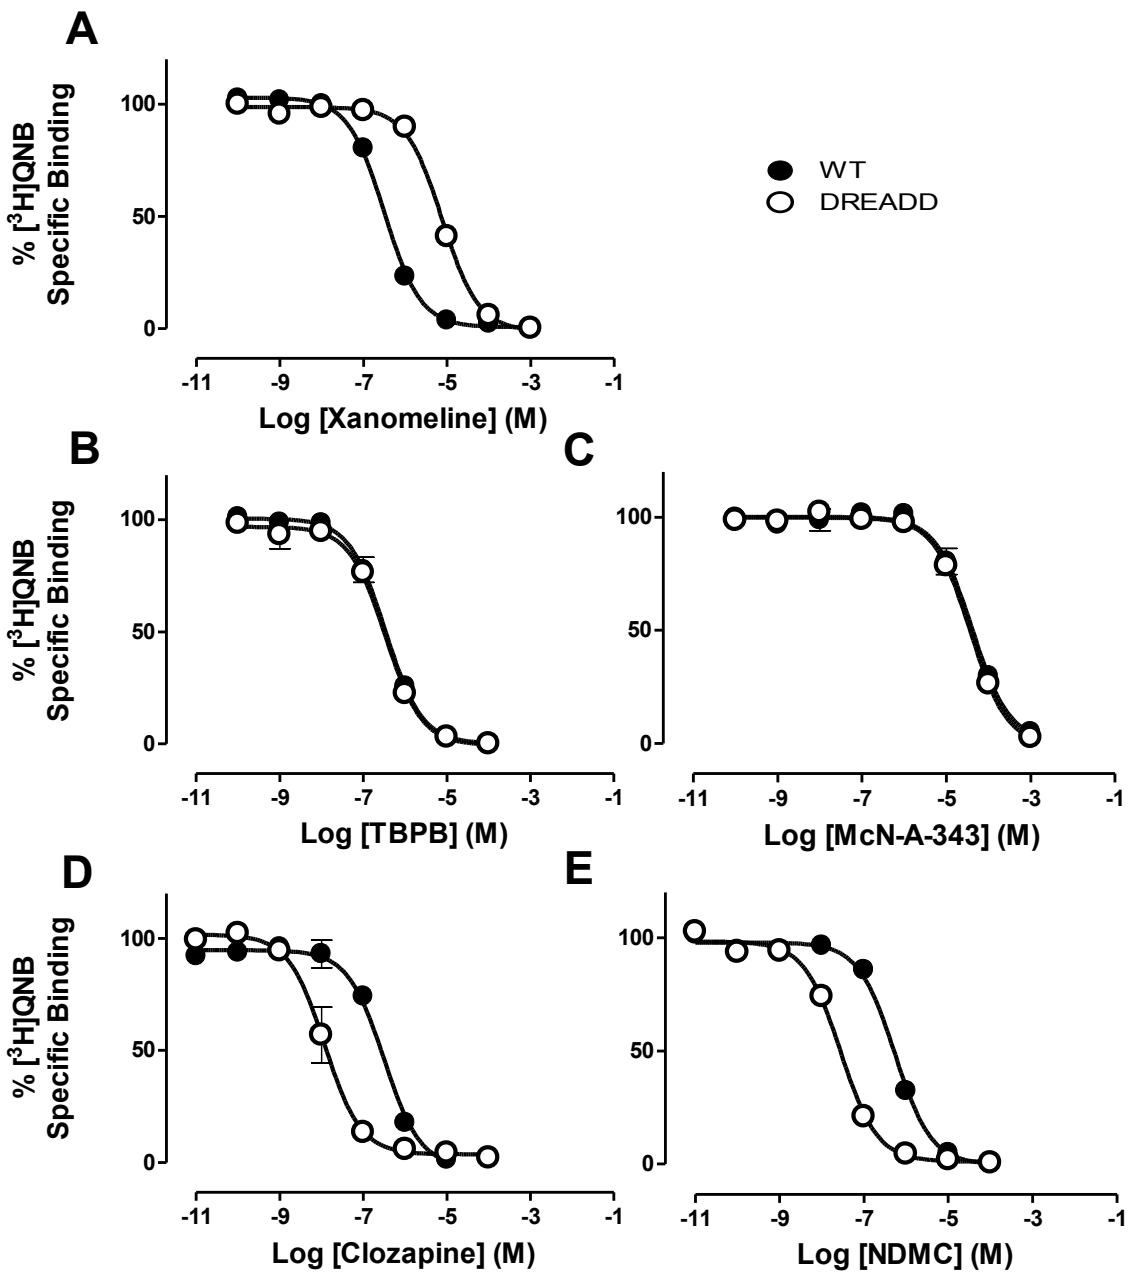 A
% [³H]QNB
Specific Binding
100
50
0
-11 -9 -7 -5 -3 -1
Log [Xanomeline] (M)
WT
DREADD
B
% [³H]QNB
Specific Binding
100
50
0
-11 -9 -7 -5 -3 -1
Log [TBPB] (M)
C
100
50
0
-11 -9 -7 -5 -3 -1
Log [McN-A-343] (M)
D
% [³H]QNB
Specific Binding
100
50
0
-11 -9 -7 -5 -3 -1
Log [Clozapine] (M)
E
100
50
0
-11 -9 -7 -5 -3 -1
Log [NDMC] (M)